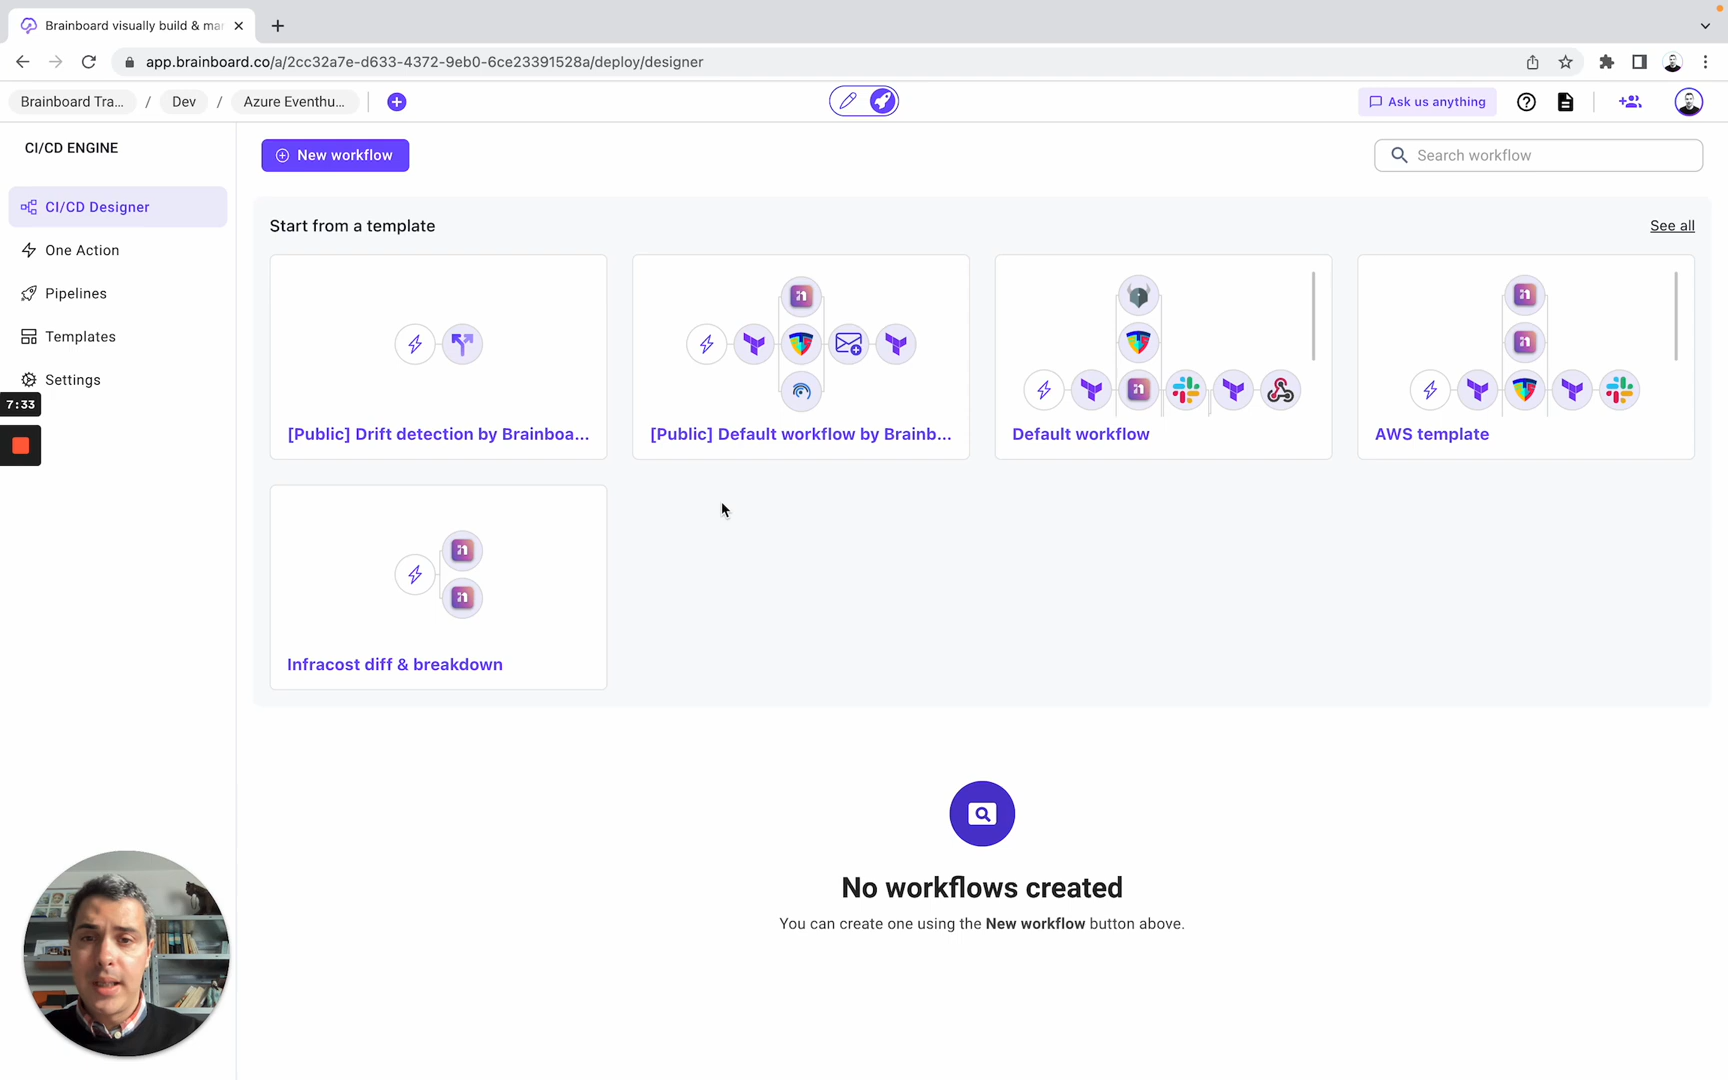 Brainboard visually build & ma
app.brainboard.co/a/2cc32a7e-d633-4372-9eb0-6ce23391528a/deploy/designer
Brainboard Tra... / Dev / Azure Eventhu...
Ask us anything
CI/CD ENGINE
New workflow
Search workflow
CI/CD Designer
One Action
Pipelines
Templates
Settings
7:33
Start from a template
See all
[Public] Drift detection by Brainboa...
[Public] Default workflow by Brainb...
Default workflow
AWS template
Infracost diff & breakdown
No workflows created
You can create one using the New workflow button above.